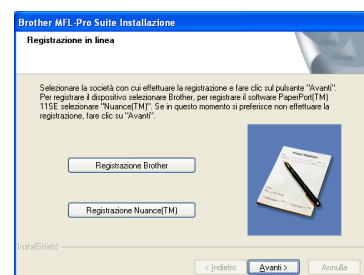 Brother MFL-Pro Suite Installazione
Registrazione in linea
Selezionare la società con cui effettuare la registrazione e fare clic sul pulsante "Avanti".
Per registrare il dispositivo selezionare Brother, per registrare il software PaperPort(TM)
11SE selezionare "Nuance(TM)". Se in questo momento si preferisce non effettuare la
registrazione, fare clic su "Avanti".
Registrazione Brother
Product Registration
Registrazione Nuance(TM)
InstallShield
< Indietro
Avanti >
Annulla